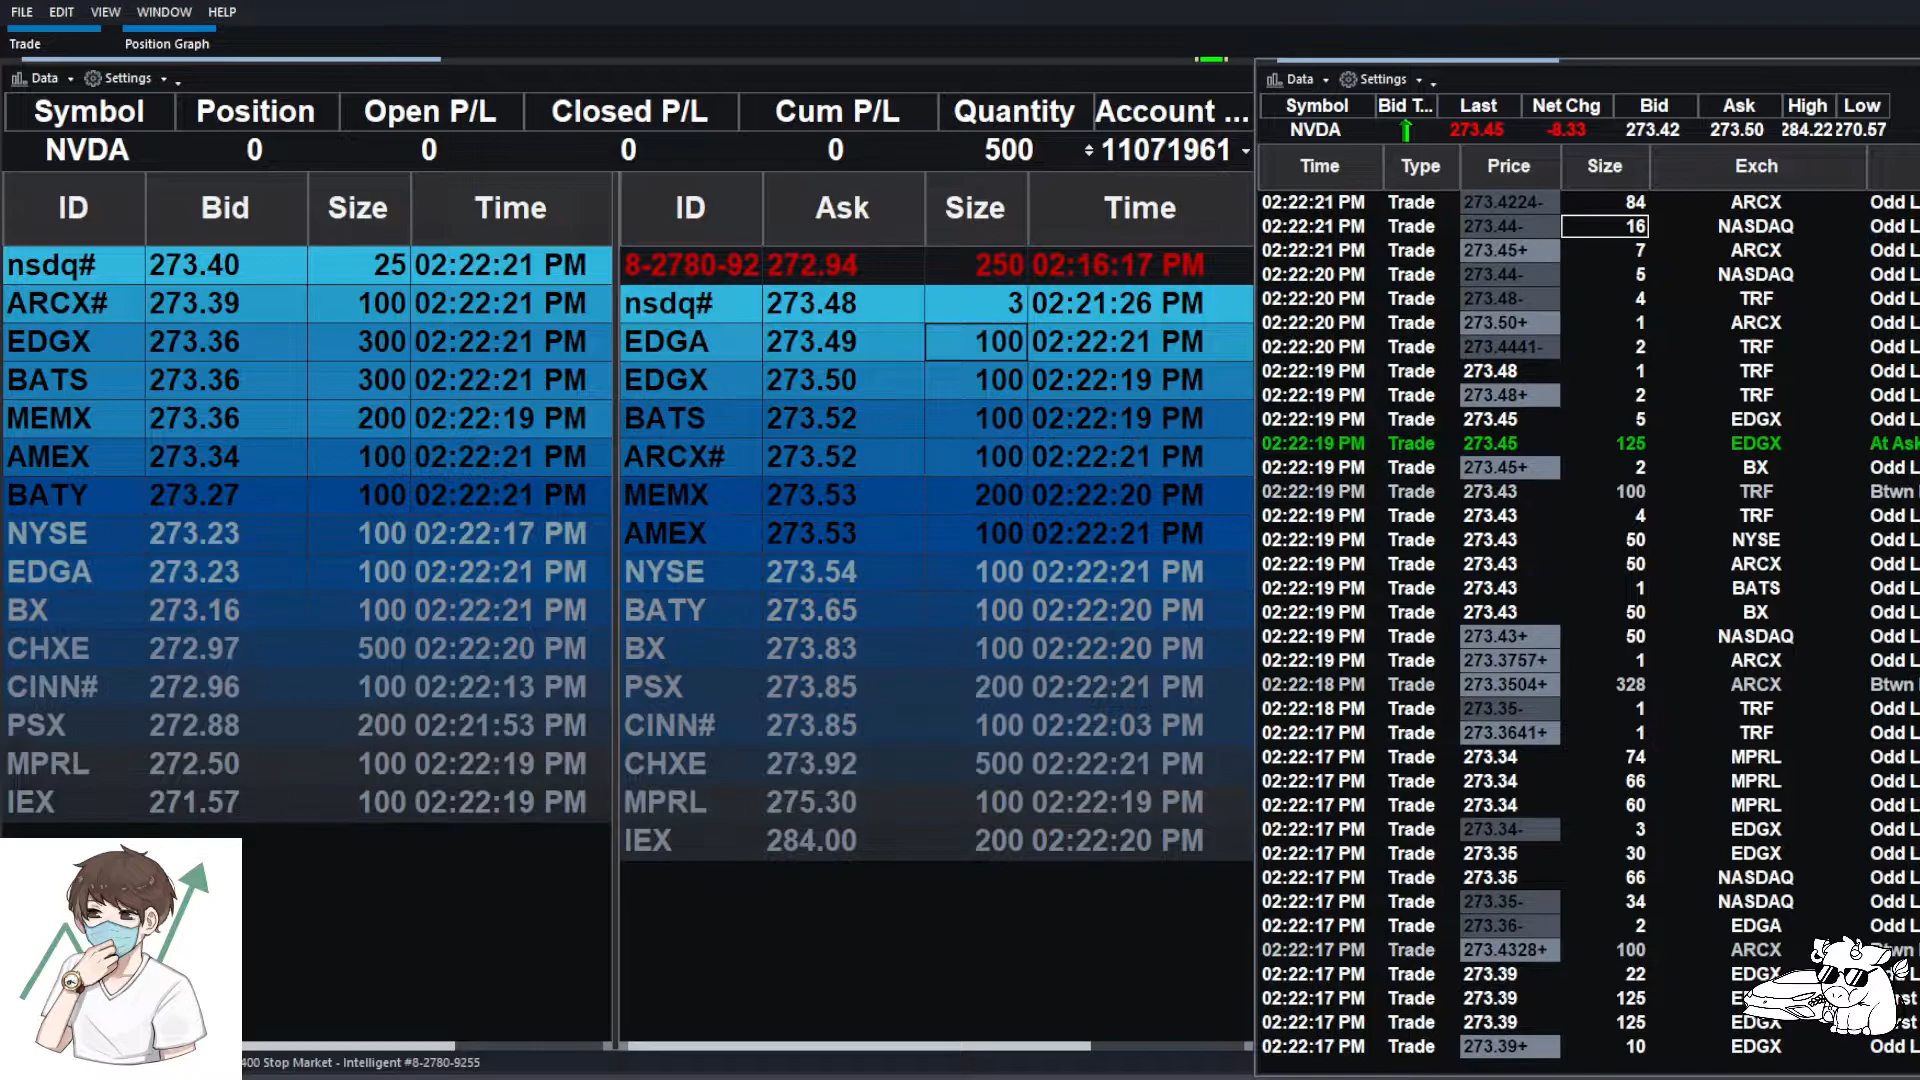 FILE EDIT VIEW WINDOW HELP
Trade Position Graph
Data Settings
Symbol Position Open P/L Closed P/L Cum P/L Quantity Account ...
NVDA 0 0 0 0 500 11071961
ID Bid Size Time ID Ask Size Time
nsdq# 273.40 25 02:22:21 PM 8-2780-92 272.94 250 02:16:17 PM
ARCX# 273.39 100 02:22:21 PM nsdq# 273.48 3 02:21:26 PM
EDGX 273.36 300 02:22:21 PM EDGA 273.49 100 02:22:21 PM
BATS 273.36 300 02:22:21 PM EDGX 273.50 100 02:22:19 PM
MEMX 273.36 200 02:22:19 PM BATS 273.52 100 02:22:19 PM
AMEX 273.34 100 02:22:21 PM ARCX# 273.52 100 02:22:21 PM
BATY 273.27 100 02:22:21 PM MEMX 273.53 200 02:22:20 PM
NYSE 273.23 100 02:22:17 PM AMEX 273.53 100 02:22:21 PM
EDGA 273.23 100 02:22:21 PM NYSE 273.54 100 02:22:21 PM
BX 273.16 100 02:22:21 PM BATY 273.65 100 02:22:20 PM
CHXE 272.97 500 02:22:20 PM BX 273.83 100 02:22:20 PM
CINN# 272.96 100 02:22:13 PM PSX 273.85 200 02:22:21 PM
PSX 272.88 200 02:21:53 PM CINN# 273.85 100 02:22:03 PM
MPRL 272.50 100 02:22:19 PM CHXE 273.92 500 02:22:21 PM
IEX 271.57 100 02:22:19 PM MPRL 275.30 100 02:22:19 PM
IEX 284.00 200 02:22:20 PM
400 Stop Market - Intelligent #8-2780-9255
Data Settings
Symbol Bid T... Last Net Chg Bid Ask High Low
NVDA 273.45 -8.33 273.42 273.50 284.22 270.57
Time Type Price Size Exch
02:22:21 PM Trade 273.4224- 84 ARCX Odd L
02:22:21 PM Trade 273.44- 16 NASDAQ Odd L
02:22:21 PM Trade 273.45+ 7 ARCX Odd L
02:22:20 PM Trade 273.44- 5 NASDAQ Odd L
02:22:20 PM Trade 273.48- 4 TRF Odd L
02:22:20 PM Trade 273.50+ 1 ARCX Odd L
02:22:20 PM Trade 273.4441- 2 TRF Odd L
02:22:19 PM Trade 273.48 1 TRF Odd L
02:22:19 PM Trade 273.48+ 2 TRF Odd L
02:22:19 PM Trade 273.45 5 EDGX Odd L
02:22:19 PM Trade 273.45 125 EDGX At Ask
02:22:19 PM Trade 273.45+ 2 BX Odd L
02:22:19 PM Trade 273.43 100 TRF Btwn
02:22:19 PM Trade 273.43 4 TRF Odd L
02:22:19 PM Trade 273.43 50 NYSE Odd L
02:22:19 PM Trade 273.43 50 ARCX Odd L
02:22:19 PM Trade 273.43 1 BATS Odd L
02:22:19 PM Trade 273.43 50 BX Odd L
02:22:19 PM Trade 273.43+ 50 NASDAQ Odd L
02:22:19 PM Trade 273.3757+ 1 ARCX Odd L
02:22:18 PM Trade 273.3504+ 328 ARCX Btwn
02:22:18 PM Trade 273.35- 1 TRF Odd L
02:22:17 PM Trade 273.3641+ 1 TRF Odd L
02:22:17 PM Trade 273.34 74 MPRL Odd L
02:22:17 PM Trade 273.34 66 MPRL Odd L
02:22:17 PM Trade 273.34 60 MPRL Odd L
02:22:17 PM Trade 273.34- 3 EDGX Odd L
02:22:17 PM Trade 273.35 30 EDGX Odd L
02:22:17 PM Trade 273.35 66 NASDAQ Odd L
02:22:17 PM Trade 273.35- 34 NASDAQ Odd L
02:22:17 PM Trade 273.36- 2 EDGA Odd L
02:22:17 PM Trade 273.4328+ 100 ARCX
02:22:17 PM Trade 273.39 22 EDGX
02:22:17 PM Trade 273.39 125
02:22:17 PM Trade 273.39 125 EDGX
02:22:17 PM Trade 273.39+ 10 EDGX Odd L